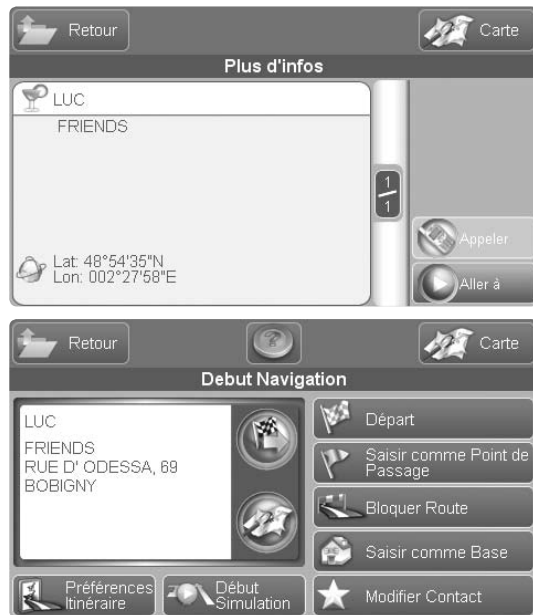 Retour
Carte
Plus d'infos
LUC
FRIENDS
1
1
Appeler
Lat: 48°54'35"N
Lon: 002°27'58"E
Aller à
Retour
?
Carte
Debut Navigation
LUC
FRIENDS
RUE D' ODESSA, 69
BOBIGNY
Départ
Saisir comme Point de
Passage
Bloquer Route
Saisir comme Base
Préférences
Itinéraire
Début
Simulation
Modifier Contact